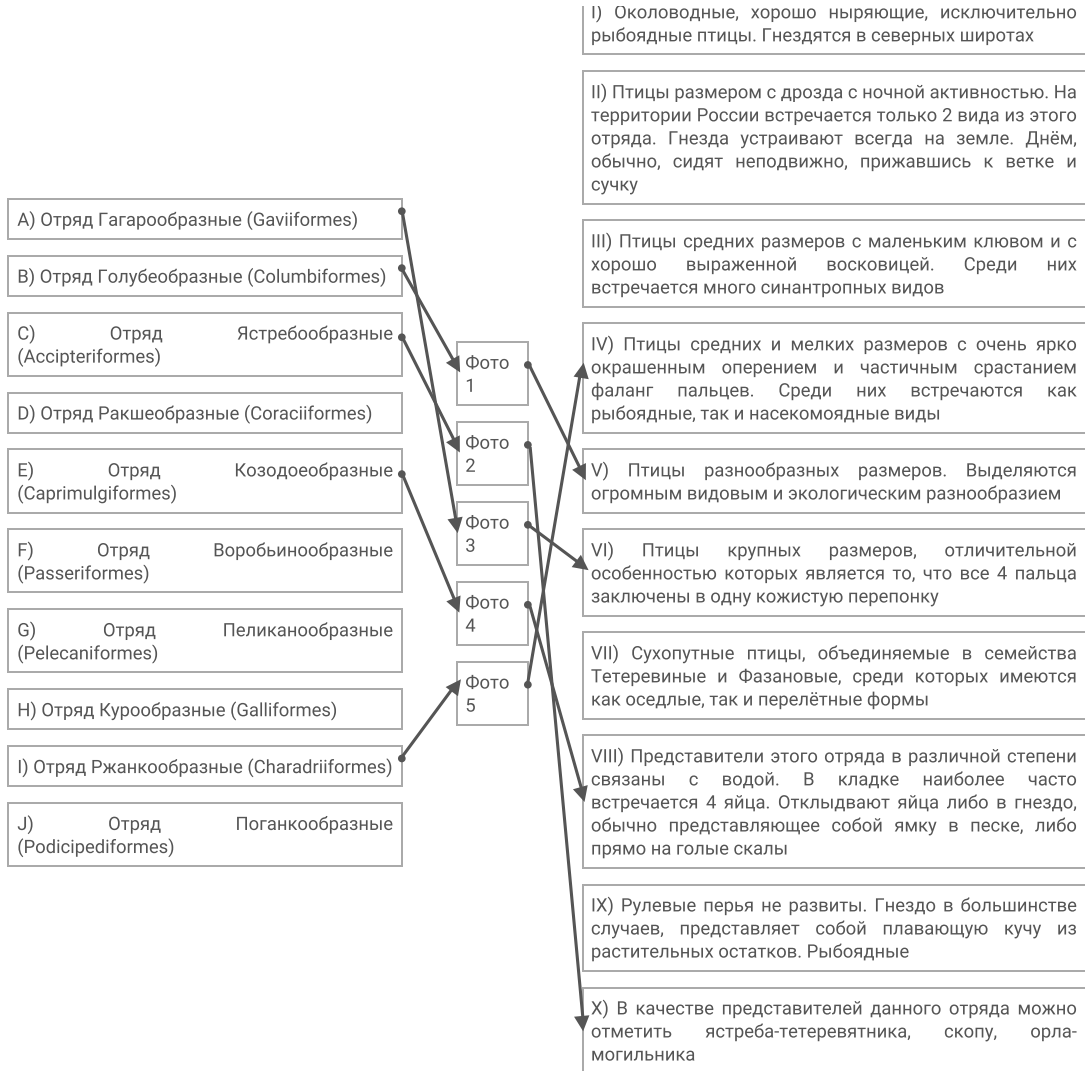 A) Отряд Гагарообразные (Gaviiformes)
B) Отряд Голубеобразные (Columbiformes)
C) Отряд Ястребообразные
(Accipteriformes)
D) Отряд Ракшеобразные (Coraciiformes)
E) Отряд Козодоеобразные
(Caprimulgiformes)
F) Отряд Воробьинообразные
(Passeriformes)
G) Отряд Пеликанообразные
(Pelecaniformes)
H) Отряд Курообразные (Galliformes)
I) Отряд Ржанкообразные (Charadriiformes)
J) Отряд Поганкообразные
(Podicipediformes)
Фото
1
Фото
2
Фото
3
Фото
4
Фото
5
I) Околоводные, хорошо ныряющие, исключительно
рыбоядные птицы. Гнездятся в северных широтах
II) Птицы размером с дрозда с ночной активностью. На
территории России встречается только 2 вида из этого
отряда. Гнезда устраивают всегда на земле. Днём,
обычно, сидят неподвижно, прижавшись к ветке и
сучку
III) Птицы средних размеров с маленьким клювом и с
хорошо выраженной восковицей. Среди них
встречается много синантропных видов
IV) Птицы средних и мелких размеров с очень ярко
окрашенным оперением и частичным срастанием
фаланг пальцев. Среди них встречаются как
рыбоядные, так и насекомоядные виды
V) Птицы разнообразных размеров. Выделяются
огромным видовым и экологическим разнообразием
VI) Птицы крупных размеров, отличительной
особенностью которых является то, что все 4 пальца
заключены в одну кожистую перепонку
VII) Сухопутные птицы, объединяемые в семейства
Тетеревиные и Фазановые, среди которых имеются
как оседлые, так и перелётные формы
VIII) Представители этого отряда в различной степени
связаны с водой. В кладке наиболее часто
встречается 4 яйца. Отклыдвают яйца либо в гнездо,
обычно представляющее собой ямку в песке, либо
прямо на голые скалы
IX) Рулевые перья не развиты. Гнездо в большинстве
случаев, представляет собой плавающую кучу из
растительных остатков. Рыбоядные
X) В качестве представителей данного отряда можно
отметить ястреба-тетеревятника, скопу, орла-
могильника